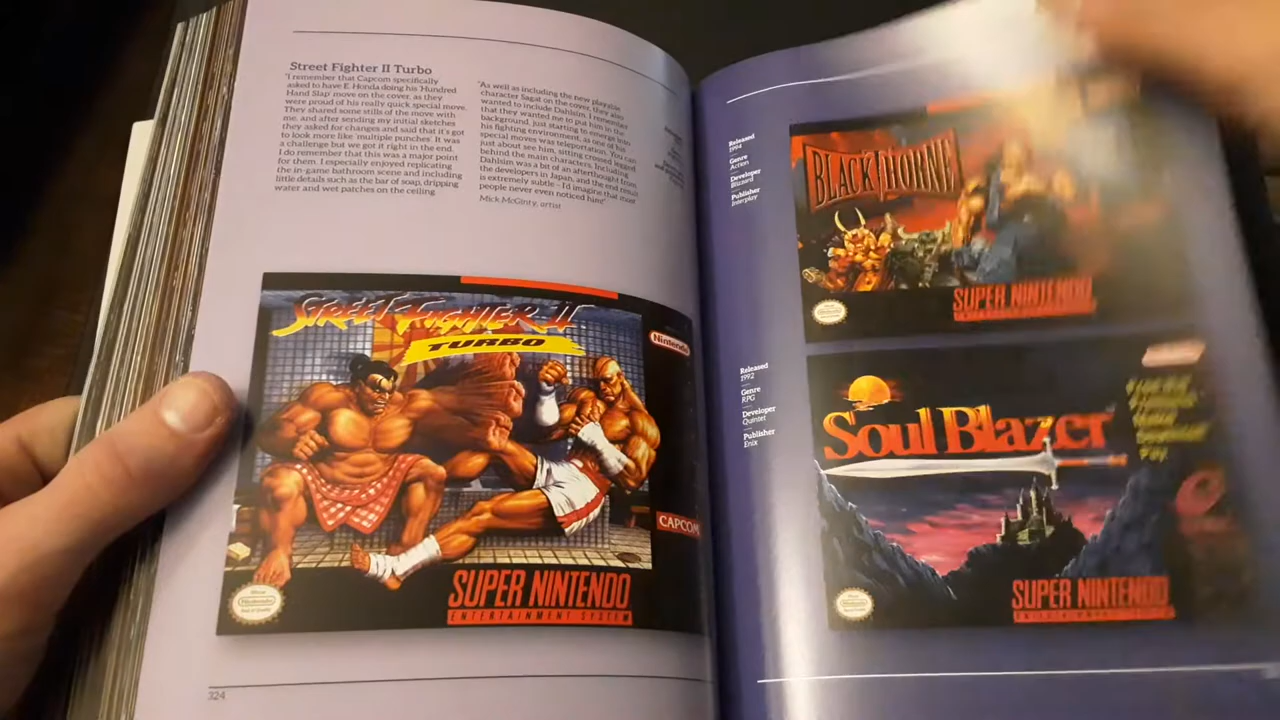 Street Fighter II Turbo
"I remember that Capcom specifically
asked to have E. Honda doing his 'Hundred
Hand Slap' move on the cover, as they
were proud of his really quick special move.
They shared some stills of the move with
me, and after sending my initial sketches
they asked for changes and said that it's got
to look more like 'multiple punches'. It was
a challenge but we got it right in the end.
I do remember that this was a major point
for them. I especially enjoyed replicating
the in-game bathroom scene and including
little details such as the bar of soap, dripping
water and wet patches on the ceiling
"As well as including the new playable
character Sagat on the cover, they also
wanted to include Dahlsim. I remember
that they wanted me to put him in the
background, just starting to emerge into
his fighting environment, as one of his
special moves was teleportation. You can
just about see him, sitting crossed legged
behind the main characters. Including
Dahlsim was a bit of an afterthought from
the developers in Japan, and the end result
is extremely subtle - I'd imagine that most
people never even noticed him!"
Mick McGinty, artist
STREET FIGHTER II
TURBO
Nintendo
CAPCOM
Nintendo
SUPER NINTENDO
ENTERTAINMENT SYSTEM
324
Released
1994
Genre
Action
Developer
Blizzard
Publisher
Interplay
BLACKTHORNE
SUPER NINTENDO
Released
1992
Genre
RPG
Developer
Quintet
Publisher
Enix
Soul Blazer
Nintendo
SUPER NINTENDO